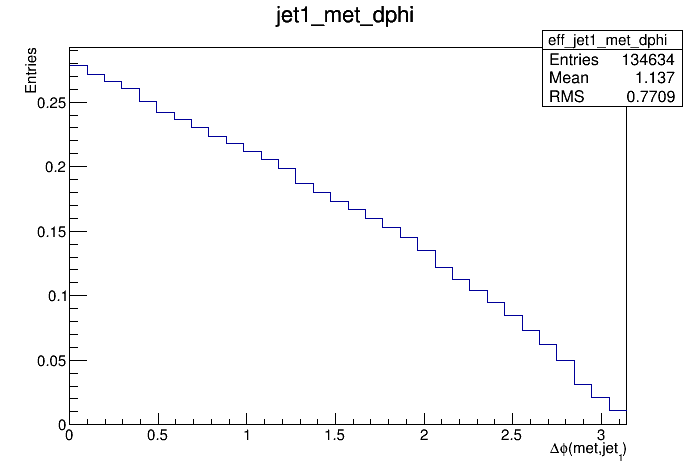 jet1_met_dphi
eff_jet1_met_dphi
Entries 134634
Mean 1.137
RMS 0.7709
Entries
0.25
0.2
0.15
0.1
0.05
0
0 0.5 1 1.5 2 2.5 3
Δϕ(met,jet₁)